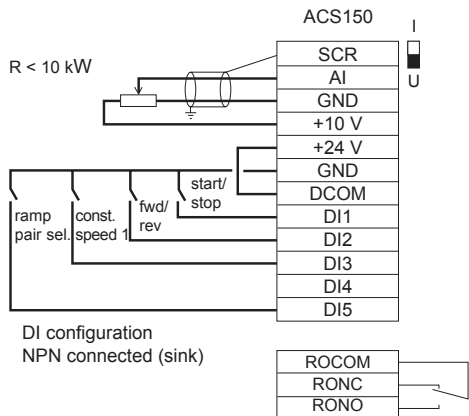 ACS150
I
U
R < 10 kW
SCR
AI
GND
+10 V
+24 V
GND
DCOM
DI1
DI2
DI3
DI4
DI5
start/
stop
fwd/
rev
const.
speed 1
ramp
pair sel.
DI configuration
NPN connected (sink)
ROCOM
RONC
RONO